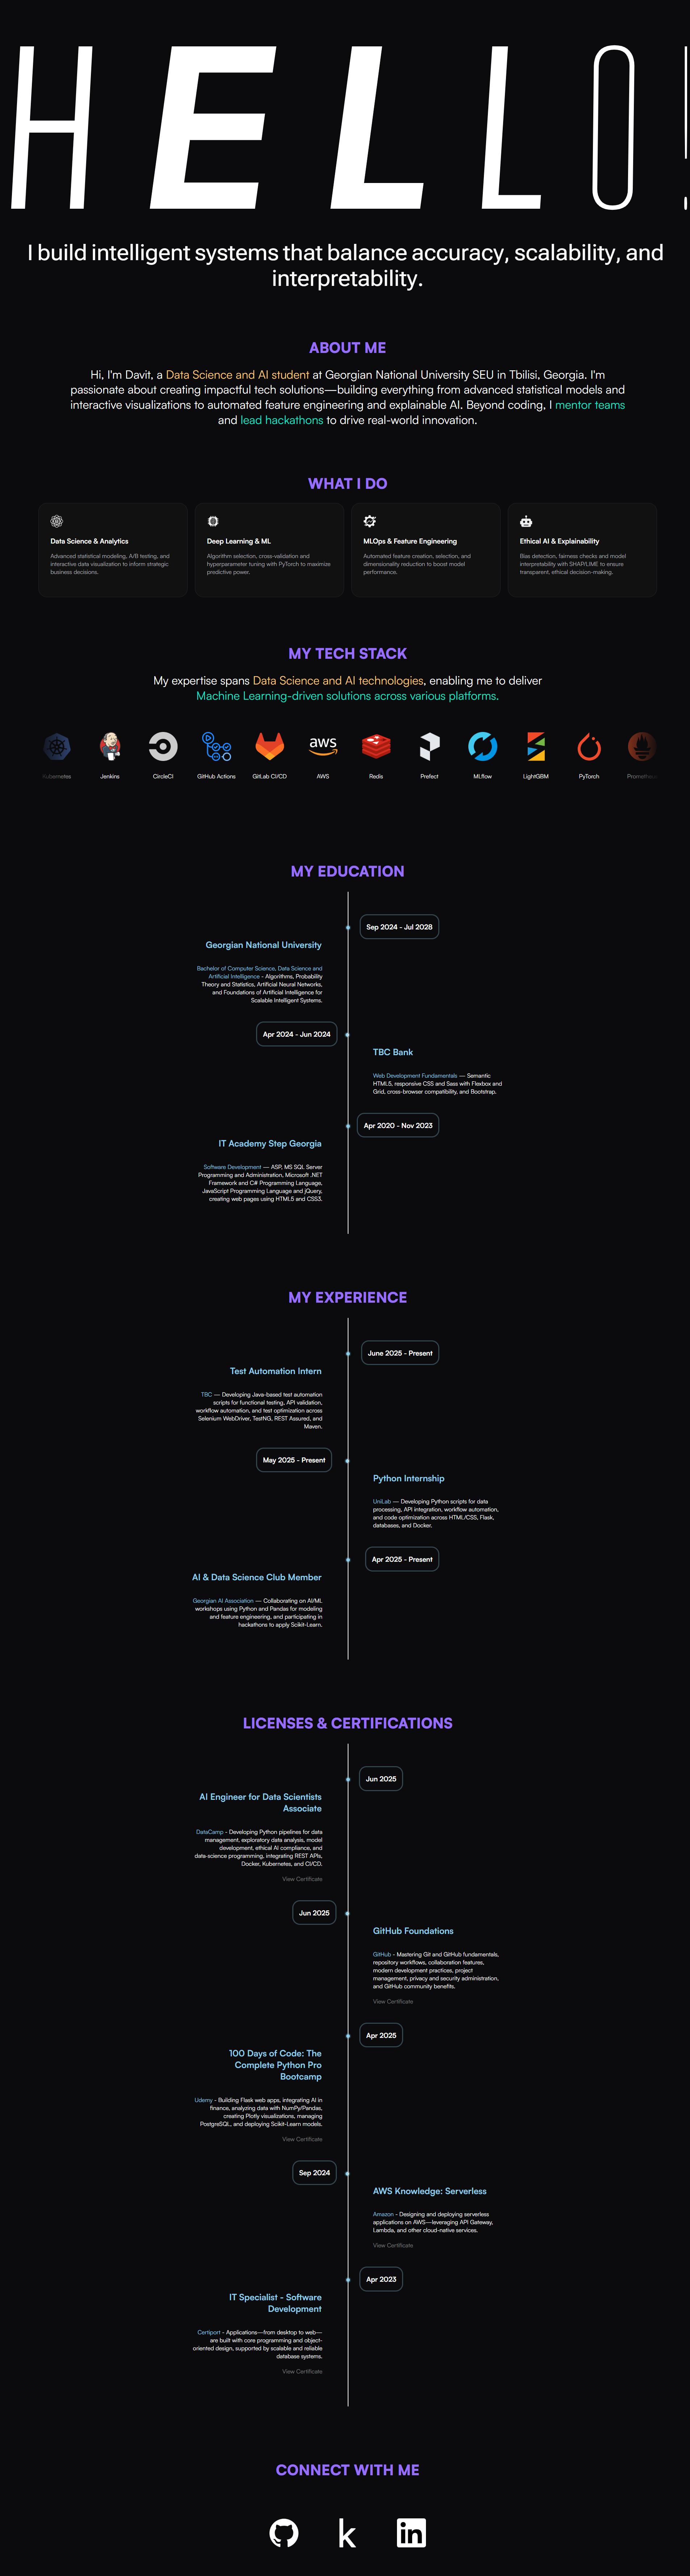 HELLO!
I build intelligent systems that balance accuracy, scalability, and
interpretability.
ABOUT ME
Hi, I'm Davit, a Data Science and AI student at Georgian National University SEU in Tbilisi, Georgia. I'm
passionate about creating impactful tech solutions—building everything from advanced statistical models and
interactive visualizations to automated feature engineering and explainable AI. Beyond coding, I mentor teams
and lead hackathons to drive real-world innovation.
WHAT I DO
Data Science & Analytics
Advanced statistical modeling, A/B testing, and
interactive data visualization to inform strategic
business decisions.
Deep Learning & ML
Algorithm selection, cross-validation and
hyperparameter tuning with PyTorch to maximize
predictive power.
MLOps & Feature Engineering
Automated feature creation, selection, and
dimensionality reduction to boost model
performance.
Ethical AI & Explainability
Bias detection, fairness checks and model
interpretability with SHAP/LIME to ensure
transparent, ethical decision-making.
MY TECH STACK
My expertise spans Data Science and AI technologies, enabling me to deliver
Machine Learning-driven solutions across various platforms.
aws
Kubernetes
Jenkins
CircleCI
GitHub Actions
GitLab CI/CD
AWS
Redis
Prefect
MLflow
LightGBM
PyTorch
Prometheus
MY EDUCATION
Sep 2024 - Jul 2028
Georgian National University
Bachelor of Computer Science, Data Science and
Artificial Intelligence - Algorithms, Probability
Theory and Statistics, Artificial Neural Networks,
and Foundations of Artificial Intelligence for
Scalable Intelligent Systems.
Apr 2024 - Jun 2024
TBC Bank
Web Development Fundamentals — Semantic
HTML5, responsive CSS and Sass with Flexbox and
Grid, cross-browser compatibility, and Bootstrap.
Apr 2020 - Nov 2023
IT Academy Step Georgia
Software Development — ASP, MS SQL Server
Programming and Administration, Microsoft .NET
Framework and C# Programming Language,
JavaScript Programming Language and jQuery,
creating web pages using HTML5 and CSS3.
MY EXPERIENCE
June 2025 - Present
Test Automation Intern
TBC — Developing Java-based test automation
scripts for functional testing, API validation,
workflow automation, and test optimization across
Selenium WebDriver, TestNG, REST Assured, and
Maven.
May 2025 - Present
Python Internship
UniLab — Developing Python scripts for data
processing, API integration, workflow automation,
and code optimization across HTML/CSS, Flask,
databases, and Docker.
Apr 2025 - Present
AI & Data Science Club Member
Georgian AI Association — Collaborating on AI/ML
workshops using Python and Pandas for modeling
and feature engineering, and participating in
hackathons to apply Scikit-Learn.
LICENSES & CERTIFICATIONS
Jun 2025
AI Engineer for Data Scientists
Associate
DataCamp - Developing Python pipelines for data
management, exploratory data analysis, model
development, ethical AI compliance, and
data-science programming, integrating REST APIs,
Docker, Kubernetes, and CI/CD.
View Certificate
Jun 2025
GitHub Foundations
GitHub - Mastering Git and GitHub fundamentals,
repository workflows, collaboration features,
modern development practices, project
management, privacy and security administration,
and GitHub community benefits.
View Certificate
Apr 2025
100 Days of Code: The
Complete Python Pro
Bootcamp
Udemy - Building Flask web apps, integrating AI in
finance, analyzing data with NumPy/Pandas,
creating Plotly visualizations, managing
PostgreSQL, and deploying Scikit-Learn models.
View Certificate
Sep 2024
AWS Knowledge: Serverless
Amazon - Designing and deploying serverless
applications on AWS—leveraging API Gateway,
Lambda, and other cloud-native services.
View Certificate
Apr 2023
IT Specialist - Software
Development
Certiport - Applications—from desktop to web—
are built with core programming and object-
oriented design, supported by scalable and reliable
database systems.
View Certificate
CONNECT WITH ME
k
in